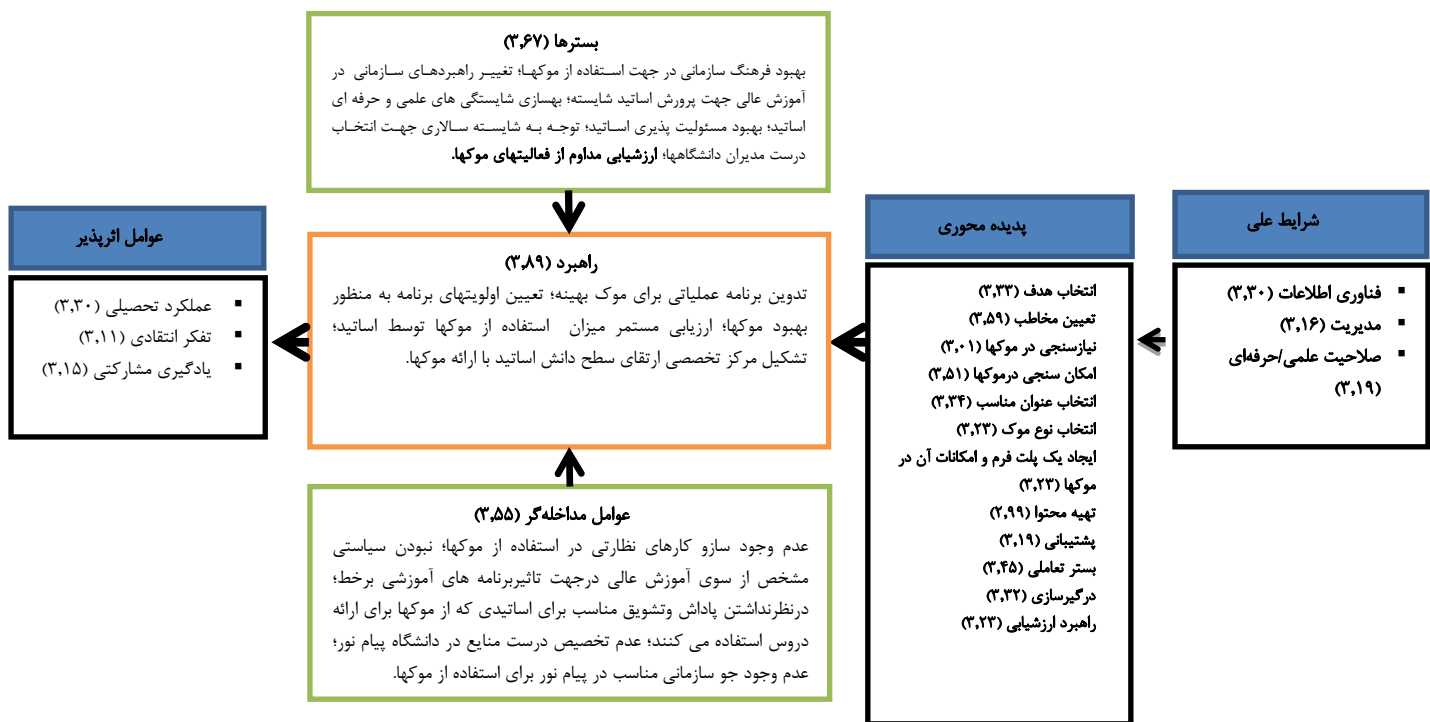 بسترها (۳,۶۷)
بهبود فرهنگ سازمانی در جهت استفاده از موکها؛ تغییر راهبردهای سازمانی در
آموزش عالی جهت پرورش اساتید شایسته؛ بهسازی شایستگی های علمی و حرفه ای
اساتید؛ بهبود مسئولیت پذیری اساتید؛ توجه به شایسته سالاری جهت انتخاب
درست مدیران دانشگاهها؛ ارزشیابی مداوم از فعالیتهای موکها.
شرایط علی
▪ فناوری اطلاعات (۳,۳۰)
▪ مدیریت (۳,۱۶)
▪ صلاحیت علمی/حرفه‌ای
(۳,۱۹)
پدیده محوری
انتخاب هدف (۳,۳۳)
تعیین مخاطب (۳,۵۹)
نیازسنجی در موکها (۳,۰۱)
امکان سنجی درموکها (۳,۵۱)
انتخاب عنوان مناسب (۳,۳۴)
انتخاب نوع موک (۳,۲۳)
ایجاد یک پلت فرم و امکانات آن در
موکها (۳,۲۳)
تهیه محتوا (۲,۹۹)
پشتیبانی (۳,۱۹)
بستر تعاملی (۳,۴۵)
درگیرسازی (۳,۳۲)
راهبرد ارزشیابی (۳,۲۳)
راهبرد (۳,۸۹)
تدوین برنامه عملیاتی برای موک بهینه؛ تعیین اولویتهای برنامه به منظور
بهبود موکها؛ ارزیابی مستمر میزان استفاده از موکها توسط اساتید؛
تشکیل مرکز تخصصی ارتقای سطح دانش اساتید با ارائه موکها.
عوامل اثرپذیر
▪ عملکرد تحصیلی (۳,۳۰)
▪ تفکر انتقادی (۳,۱۱)
▪ یادگیری مشارکتی (۳,۱۵)
عوامل مداخله‌گر (۳,۵۵)
عدم وجود سازو کارهای نظارتی در استفاده از موکها؛ نبودن سیاستی
مشخص از سوی آموزش عالی درجهت تاثیربرنامه های آموزشی برخط؛
درنظرنداشتن پاداش وتشویق مناسب برای اساتیدی که از موکها برای ارائه
دروس استفاده می کنند؛ عدم تخصیص درست منابع در دانشگاه پیام نور؛
عدم وجود جو سازمانی مناسب در پیام نور برای استفاده از موکها.